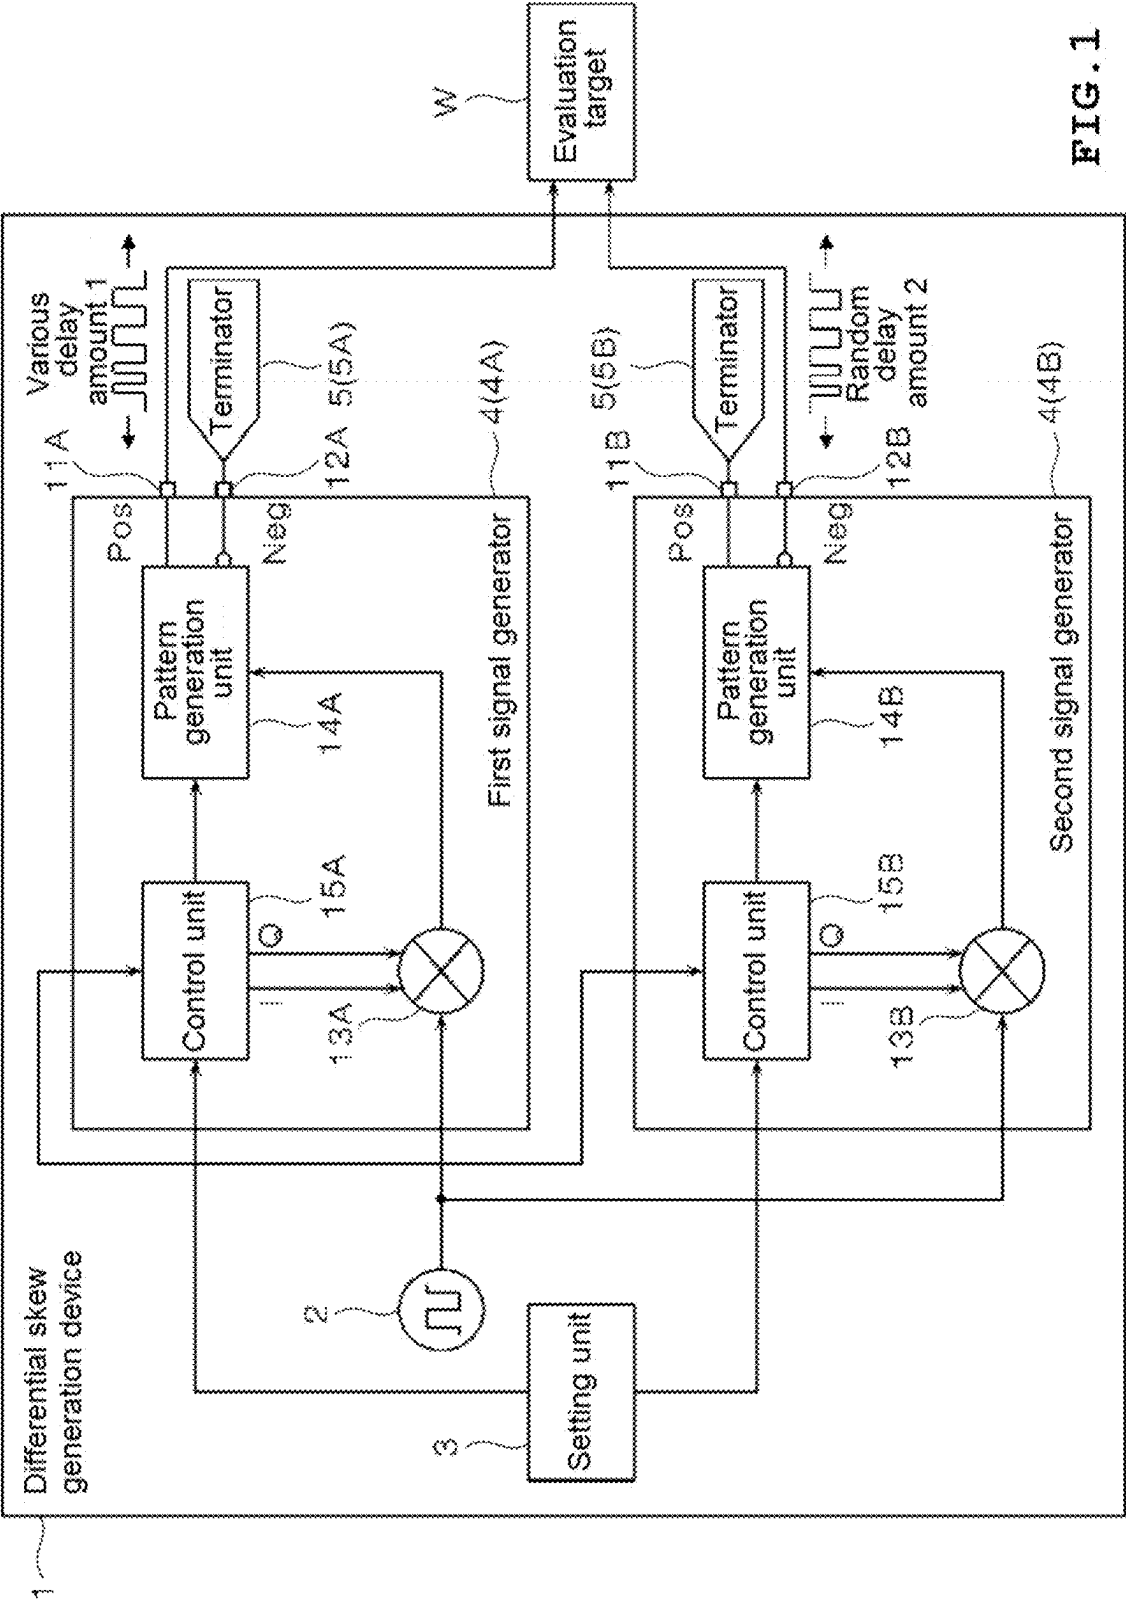 1
Differential skew
generation device
Various
delay
amount 1
11A
Pos
Terminator
5(5A)
12A
Neg
4(4A)
Pattern
generation
unit
14A
First signal generator
Control unit
15A
I
Q
13A
2
3
Setting unit
W
Evaluation
target
11B
Pos
Terminator
5(5B)
12B
Neg
Random
delay
amount 2
4(4B)
Pattern
generation
unit
14B
Second signal generator
Control unit
15B
I
Q
13B
FIG.1